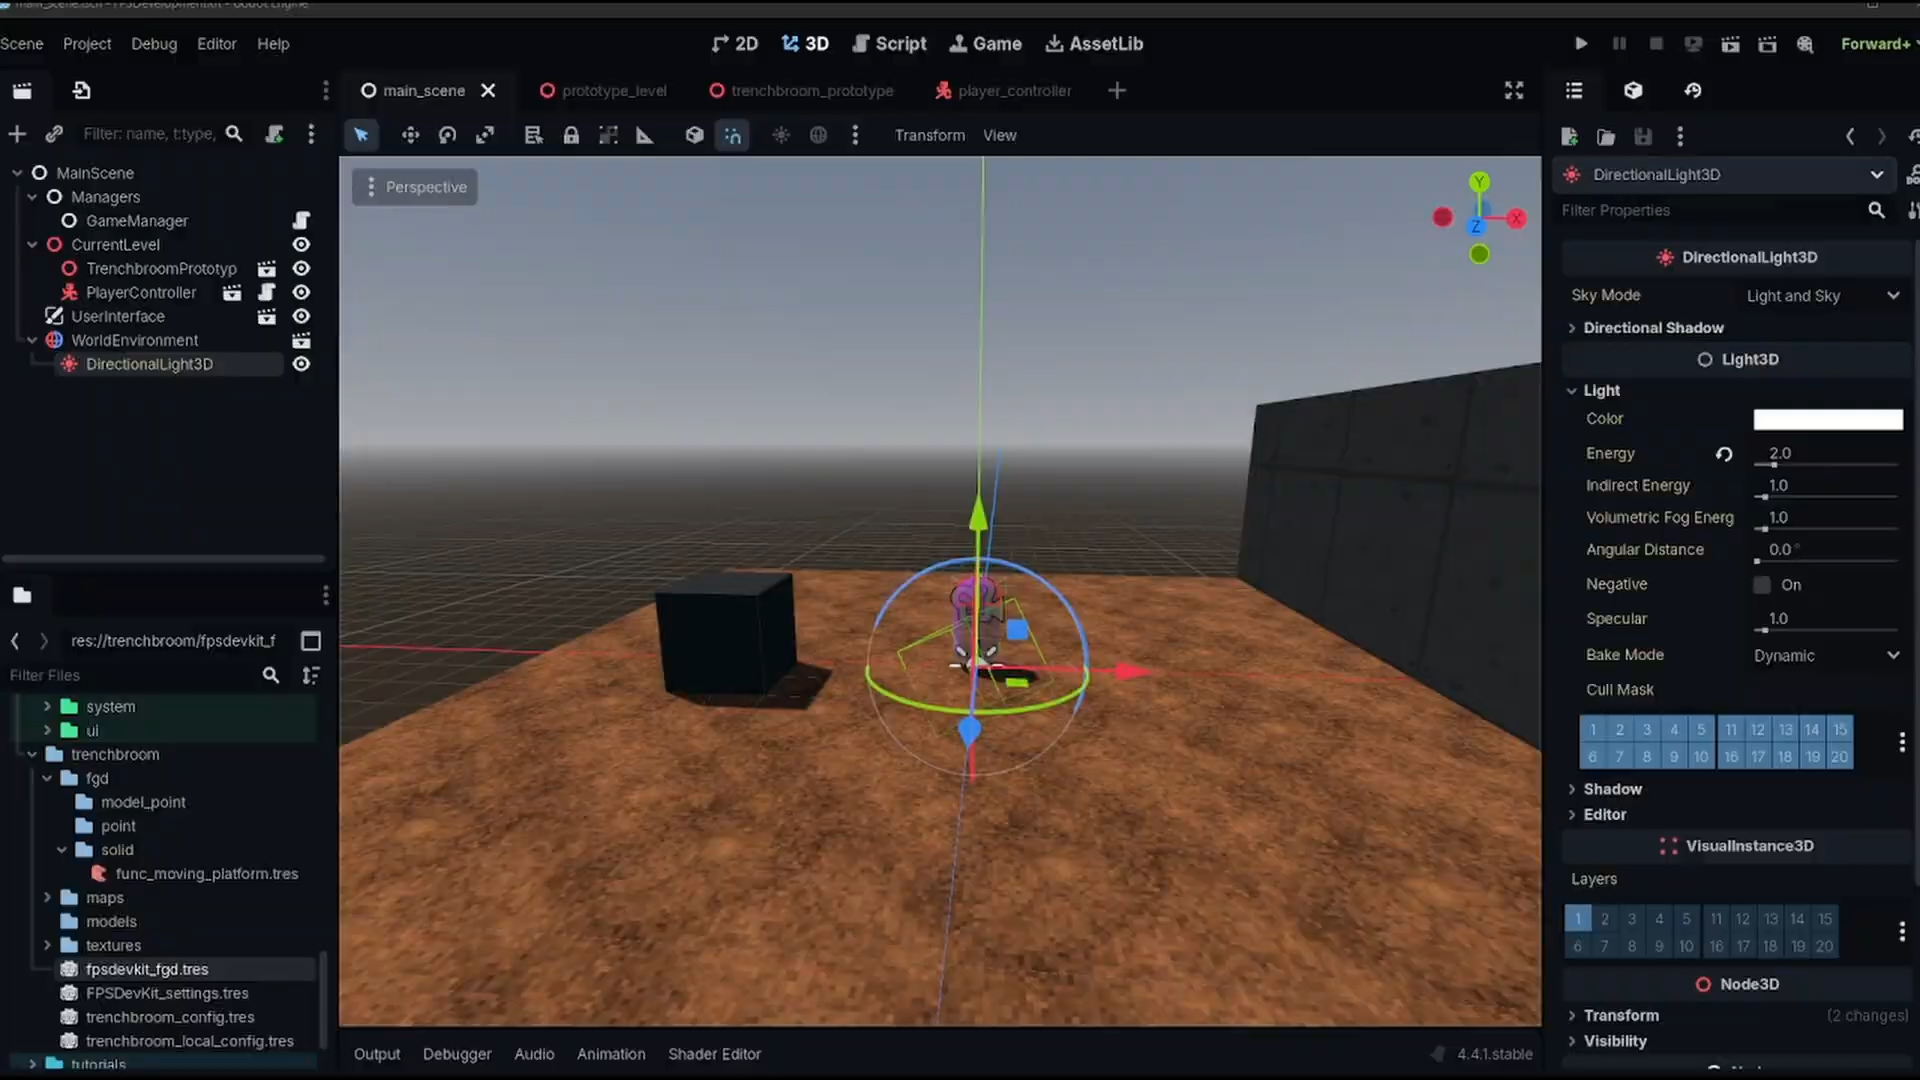 main_scene.tscn - FPSDevelopmentKit - Godot Engine
Scene Project Debug Editor Help
2D 3D Script Game AssetLib
Forward+
main_scene prototype_level trenchbroom_prototype player_controller
Filter: name, t:type,
Transform View
MainScene
Managers
GameManager
CurrentLevel
TrenchbroomPrototyp
PlayerController
UserInterface
WorldEnvironment
DirectionalLight3D
res://trenchbroom/fpsdevkit_f
Filter Files
system
ui
trenchbroom
fgd
model_point
point
solid
func_moving_platform.tres
maps
models
textures
fpsdevkit_fgd.tres
FPSDevKit_settings.tres
trenchbroom_config.tres
trenchbroom_local_config.tres
tutorials
Perspective
Y
X
Z
Output Debugger Audio Animation Shader Editor
4.4.1.stable
DirectionalLight3D
Filter Properties
DirectionalLight3D
Sky Mode Light and Sky
Directional Shadow
Light3D
Light
Color
Energy 2.0
Indirect Energy 1.0
Volumetric Fog Energ 1.0
Angular Distance 0.0 °
Negative On
Specular 1.0
Bake Mode Dynamic
Cull Mask
1 2 3 4 5 11 12 13 14 15
6 7 8 9 10 16 17 18 19 20
Shadow
Editor
VisualInstance3D
Layers
1 2 3 4 5 11 12 13 14 15
6 7 8 9 10 16 17 18 19 20
Node3D
Transform (2 changes)
Visibility